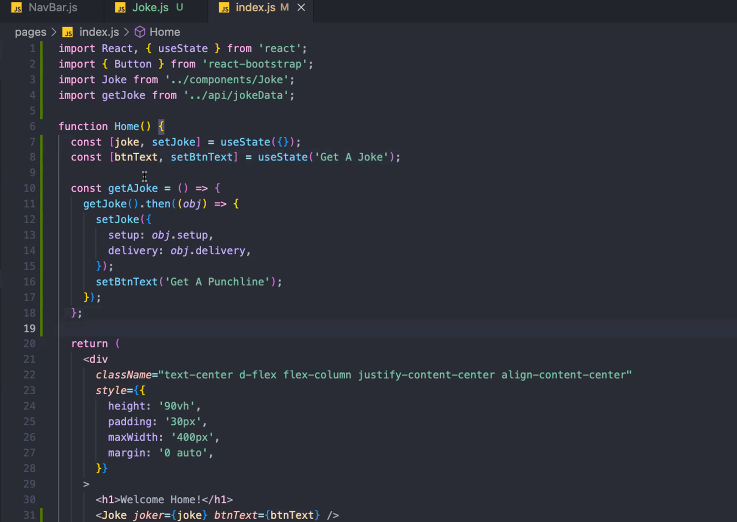 JS NavBar.js JS Joke.js U JS index.js M ×
pages > JS index.js > Home
1 import React, { useState } from 'react';
2 import { Button } from 'react-bootstrap';
3 import Joke from '../components/Joke';
4 import getJoke from '../api/jokeData';
5
6 function Home() {
7 const [joke, setJoke] = useState({});
8 const [btnText, setBtnText] = useState('Get A Joke');
9
10 const getAJoke = () => {
11 getJoke().then((obj) => {
12 setJoke({
13 setup: obj.setup,
14 delivery: obj.delivery,
15 });
16 setBtnText('Get A Punchline');
17 });
18 };
19
20 return (
21 <div
22 className="text-center d-flex flex-column justify-content-center align-content-center"
23 style={{
24 height: '90vh',
25 padding: '30px',
26 maxWidth: '400px',
27 margin: '0 auto',
28 }}
29 >
30 <h1>Welcome Home!</h1>
31 <Joke joker={joke} btnText={btnText} />